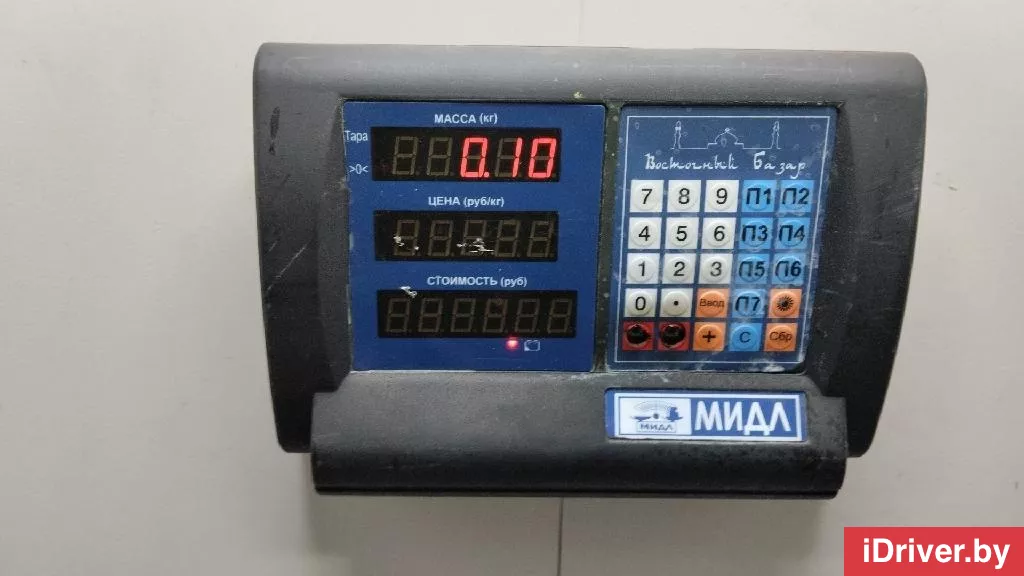 МАССА (кг)
Тара
>0<
0.10
ЦЕНА (руб/кг)
СТОИМОСТЬ (руб)
Восточный Базар
7 8 9 П1 П2
4 5 6 П3 П4
1 2 3 П5 П6
0 . Ввод П7
+ С Сбр
МИДЛ
МИДЛ
iDriver.by